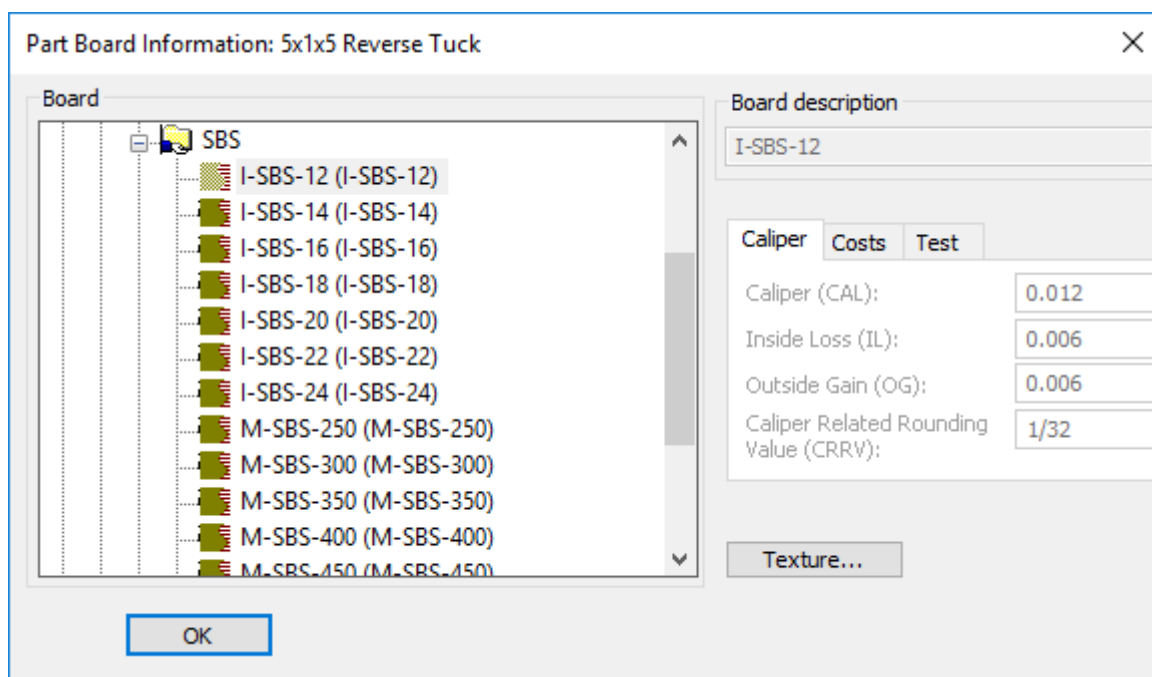 Part Board Information: 5x1x5 Reverse Tuck
Board
SBS
I-SBS-12 (I-SBS-12)
I-SBS-14 (I-SBS-14)
I-SBS-16 (I-SBS-16)
I-SBS-18 (I-SBS-18)
I-SBS-20 (I-SBS-20)
I-SBS-22 (I-SBS-22)
I-SBS-24 (I-SBS-24)
M-SBS-250 (M-SBS-250)
M-SBS-300 (M-SBS-300)
M-SBS-350 (M-SBS-350)
M-SBS-400 (M-SBS-400)
M-SBS-450 (M-SBS-450)
OK
Board description
I-SBS-12
Caliper Costs Test
Caliper (CAL): 0.012
Inside Loss (IL): 0.006
Outside Gain (OG): 0.006
Caliper Related Rounding
Value (CRRV): 1/32
Texture...